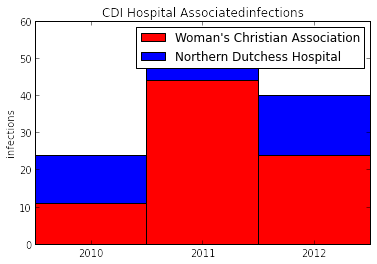 CDI Hospital Associatedinfections
Woman's Christian Association
Northern Dutchess Hospital
infections
60
50
40
30
20
10
0
2010 2011 2012